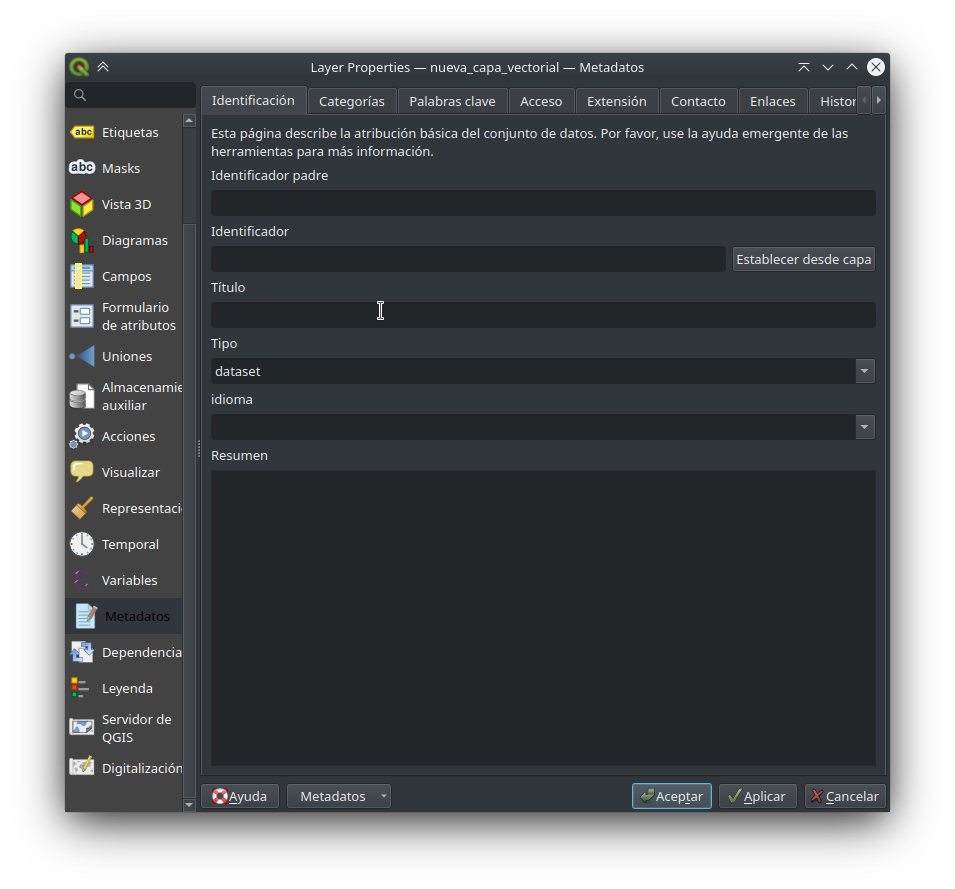 Layer Properties — nueva_capa_vectorial — Metadatos
abc Etiquetas
abc Masks
Vista 3D
Diagramas
Campos
Formulario
de atributos
Uniones
Almacenamie
auxiliar
Acciones
Visualizar
Representaci
Temporal
Variables
Metadatos
Dependencia
Leyenda
Servidor de
QGIS
Digitalización
Identificación Categorías Palabras clave Acceso Extensión Contacto Enlaces Histor
Esta página describe la atribución básica del conjunto de datos. Por favor, use la ayuda emergente de las
herramientas para más información.
Identificador padre
Identificador
Establecer desde capa
Título
Tipo
dataset
idioma
Resumen
Ayuda Metadatos Aceptar Aplicar Cancelar